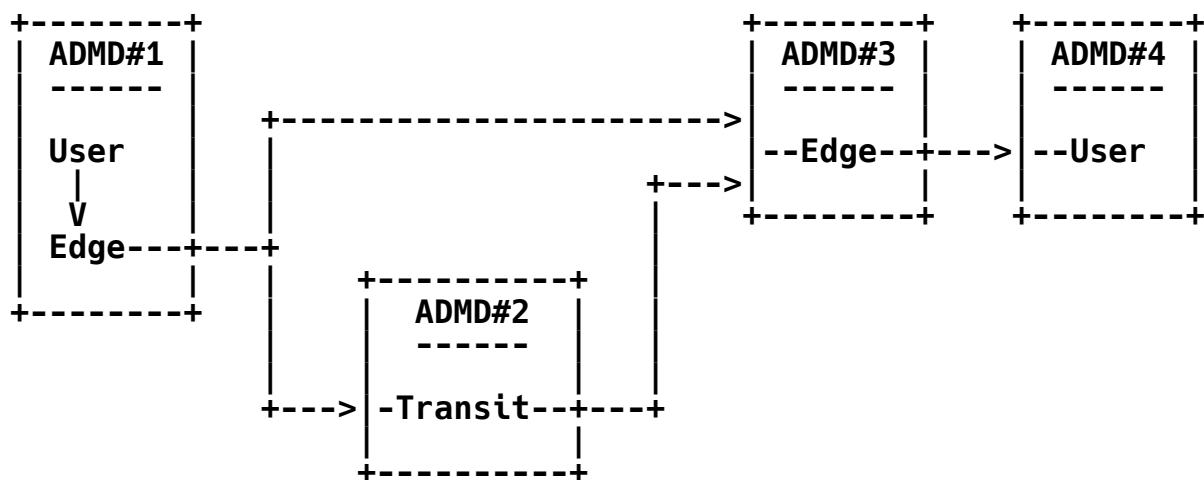 +--------+                             +--------+     +--------+
| ADMD#1 |                             | ADMD#3 |     | ADMD#4 |
| ------ |                             | ------ |     | ------ |
|        |   +------------------------>|        |     |        |
| User   |   |                         |--Edge--+---->|--User  |
|  |     |   |                    +--->|        |     |        |
|  V     |   |                    |    +--------+     +--------+
| Edge---+---+                    |
|        |   |    +----------+    |
+--------+   |    |  ADMD#2  |    |
             |    |  ------  |    |
             |    |          |    |
             +--->|-Transit--+----+
                  |          |
                  +----------+